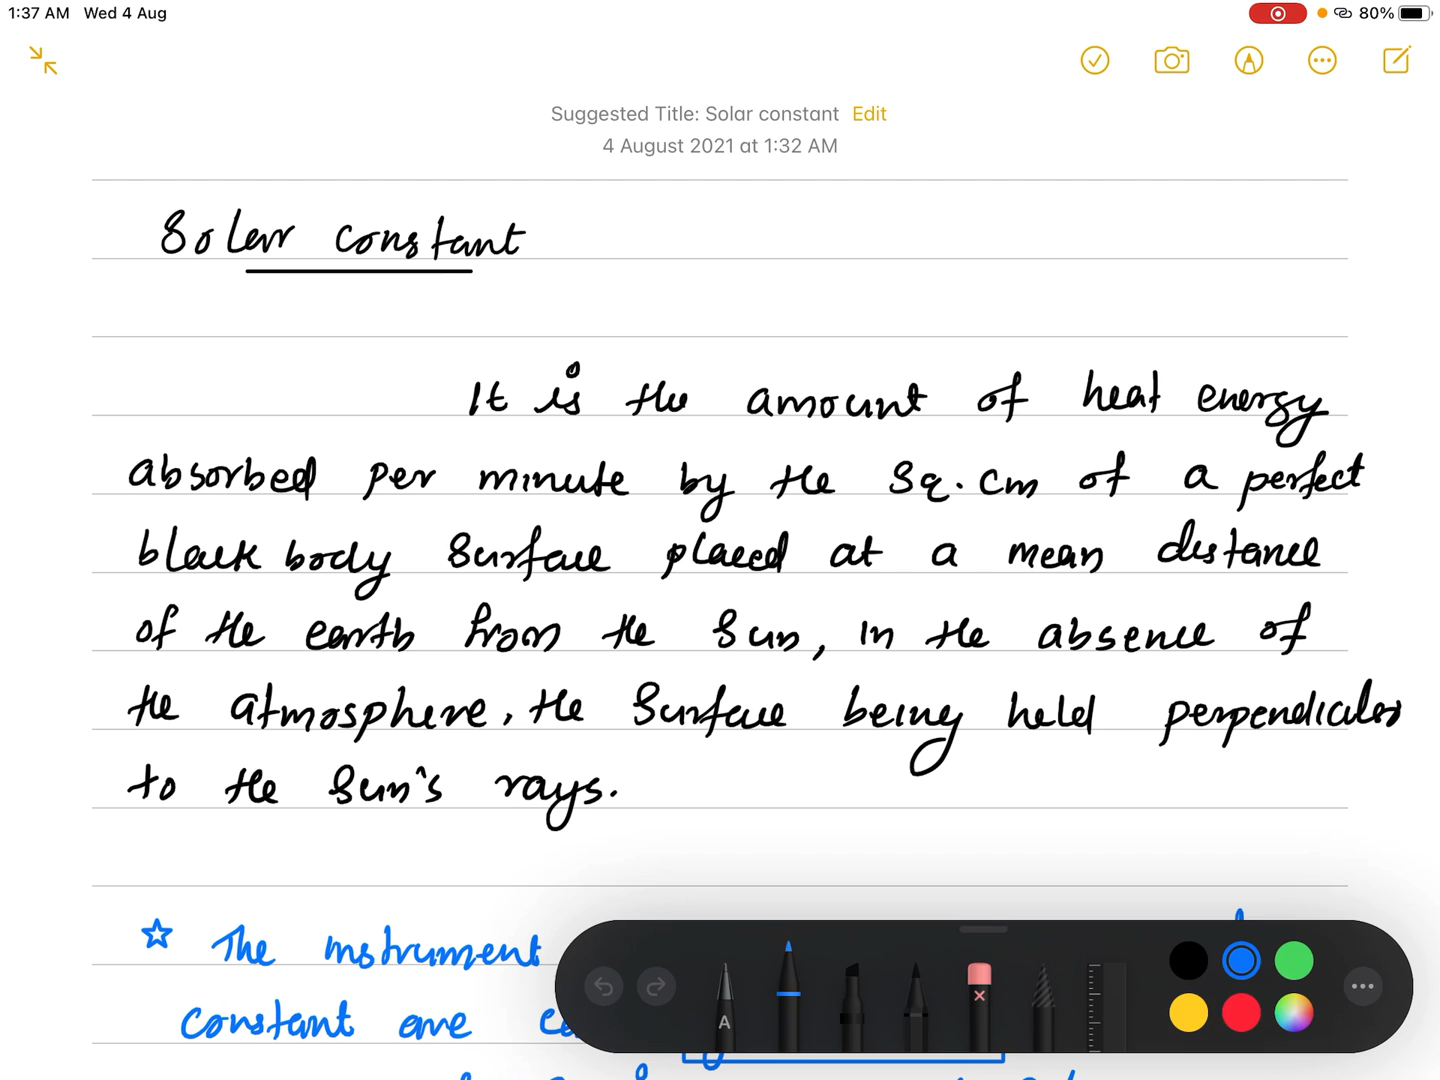 1:37 AM Wed 4 Aug 80%
Suggested Title: Solar constant Edit
4 August 2021 at 1:32 AM
Solar constant
It is the amount of heat energy
absorbed per minute by the sq. cm of a perfect
black body surface placed at a mean distance
of the earth from the sun, in the absence of
the atmosphere, the surface being held perpendicular
to the sun's rays.
☆ The instrument
constant are
A